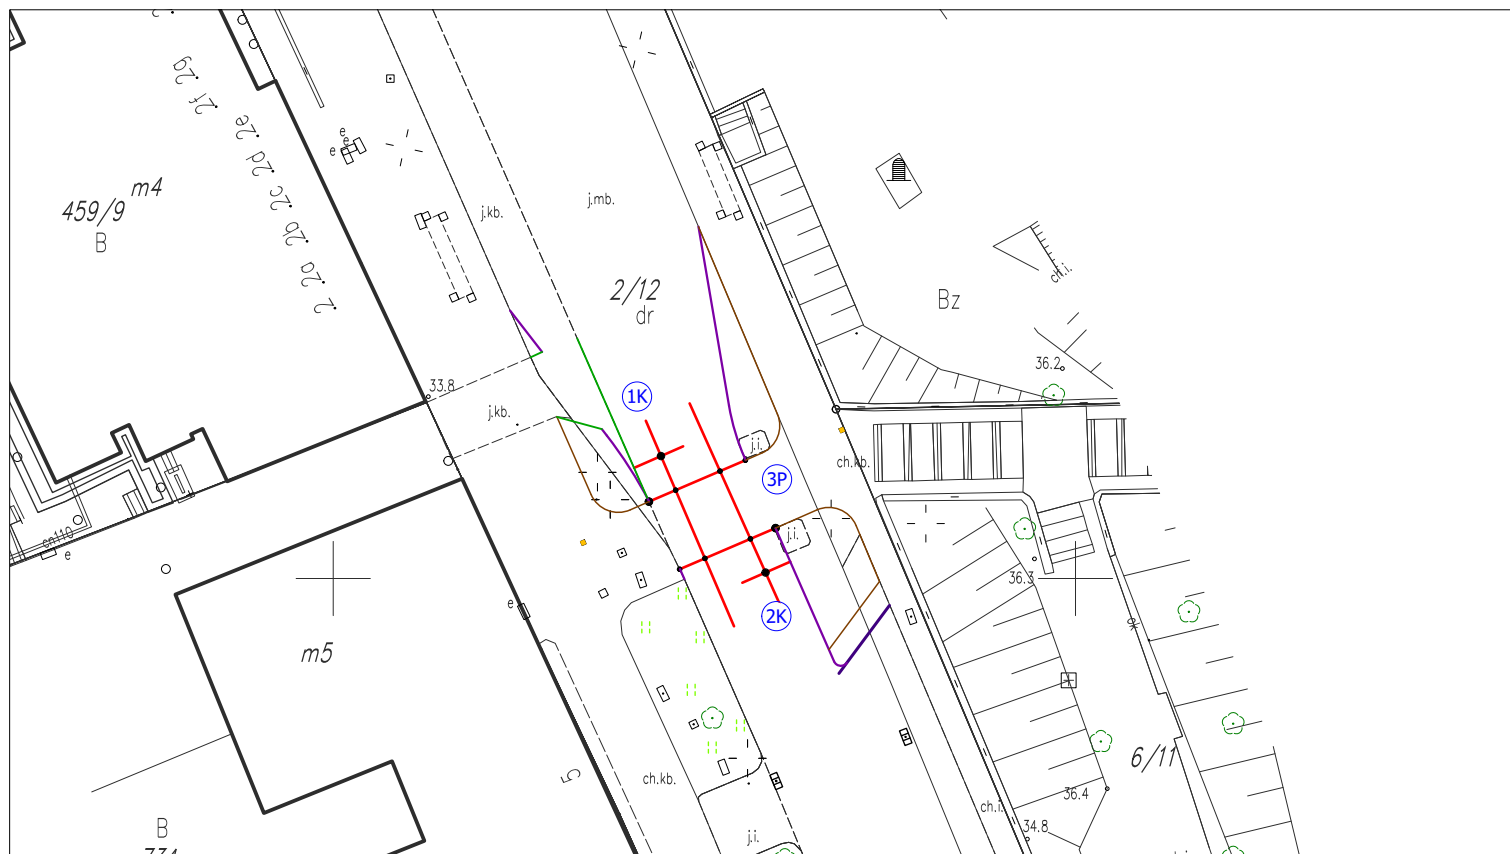 2g
2f
2e
2d
2c
2b
2a
2
e
e
e
m4
459/9
B
j.kb.
j.mb.
2/12
dr
Bz
ch.i.
36.2
33.8
1K
j.kb.
j.i.
ch.kb.
3P
cn110
e
j.i.
36.3
e
2K
m5
6/11
5
ch.kb.
36.4
ch.i.
B
34.8
j.i.